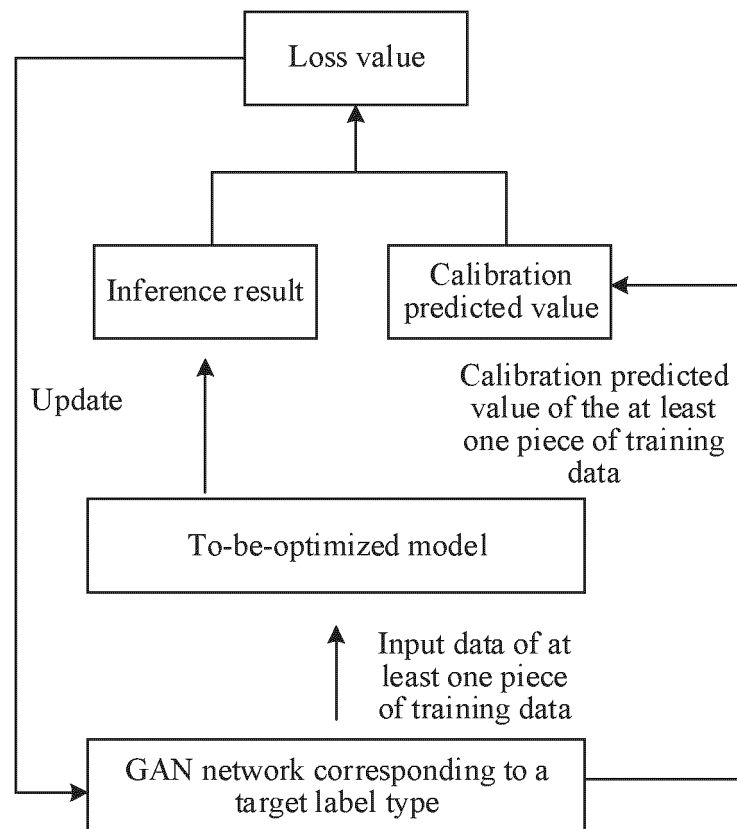 Loss value
Inference result
Calibration
predicted value
Update
Calibration predicted
value of the at least
one piece of training
data
To-be-optimized model
Input data of at
least one piece
of training data
GAN network corresponding to a
target label type